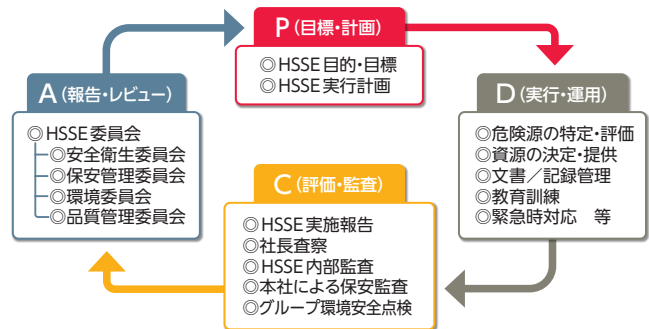 P(目標・計画)
◎HSSE目的・目標
◎HSSE実行計画
A(報告・レビュー)
◎HSSE委員会
◎安全衛生委員会
◎保安管理委員会
◎環境委員会
◎品質管理委員会
D(実行・運用)
◎危険源の特定・評価
◎資源の決定・提供
◎文書／記録管理
◎教育訓練
◎緊急時対応　等
C(評価・監査)
◎HSSE実施報告
◎社長査察
◎HSSE内部監査
◎本社による保安監査
◎グループ環境安全点検